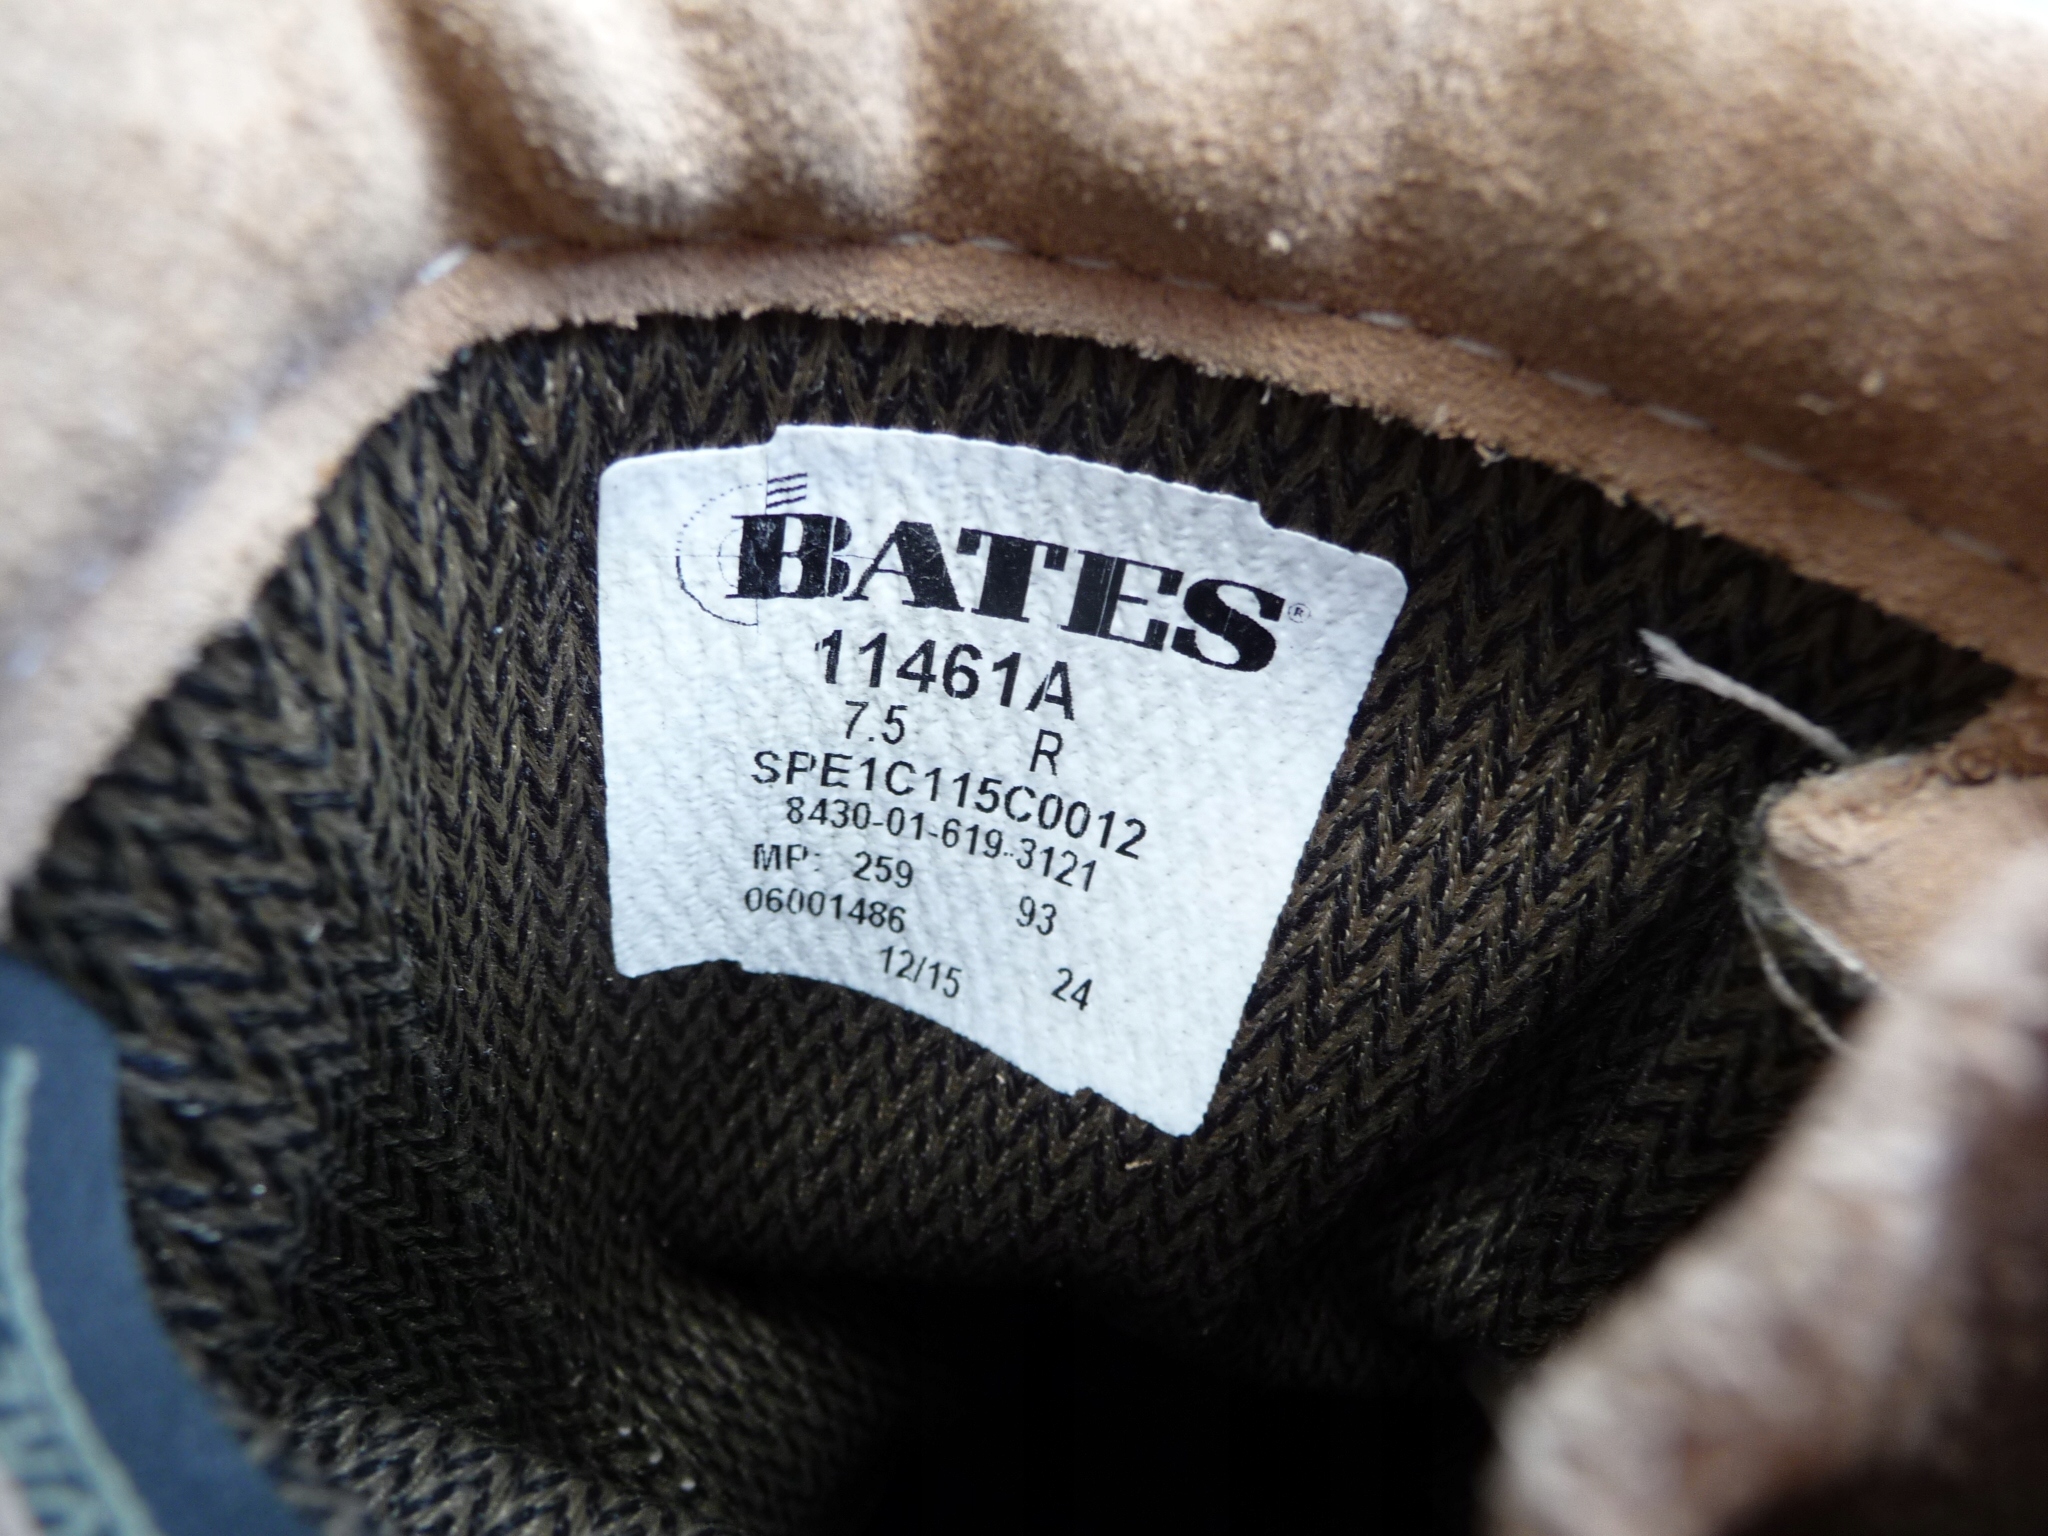 BATES®
11461A
7.5 R
SPE1C115C0012
8430-01-619-3121
MP: 259 93
06001486
12/15 24